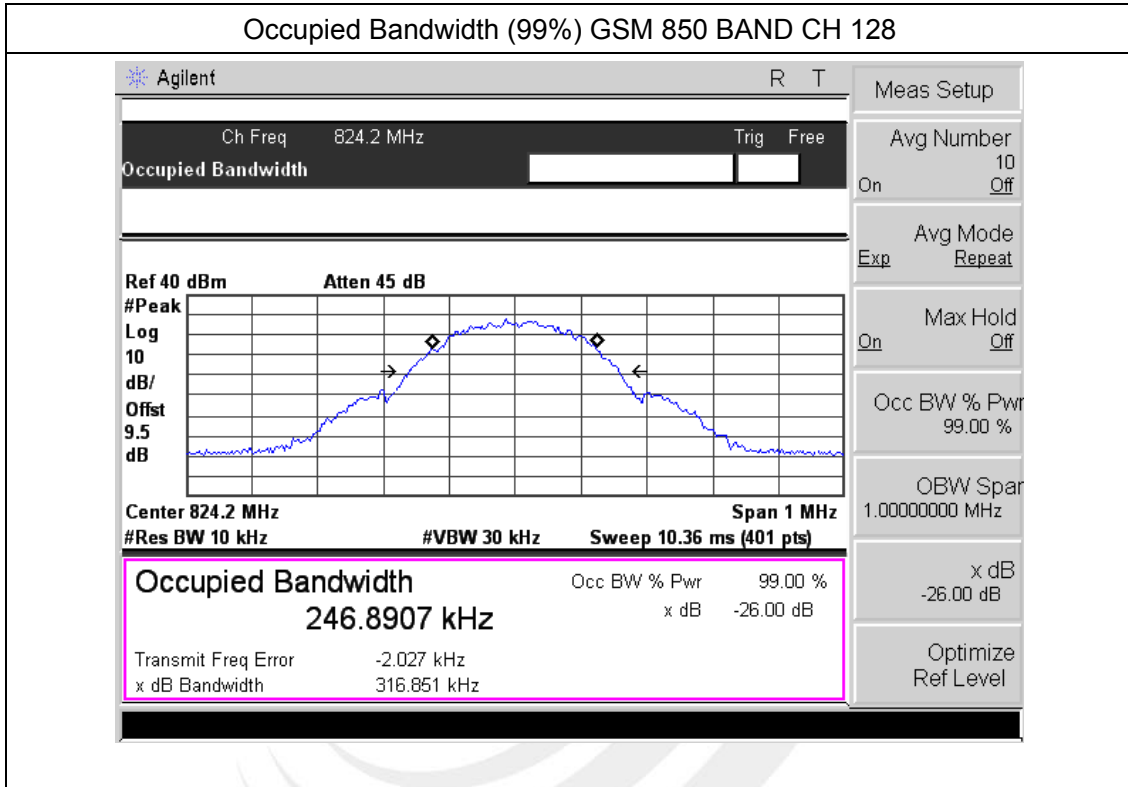 Occupied Bandwidth (99%) GSM 850 BAND CH 128
Agilent R T
Ch Freq 824.2 MHz Trig Free
Occupied Bandwidth
Ref 40 dBm Atten 45 dB
#Peak
Log
10
dB/
Offst
9.5
dB
Center 824.2 MHz Span 1 MHz
#Res BW 10 kHz #VBW 30 kHz Sweep 10.36 ms (401 pts)
Occupied Bandwidth Occ BW % Pwr 99.00 %
246.8907 kHz x dB -26.00 dB
Transmit Freq Error -2.027 kHz
x dB Bandwidth 316.851 kHz
Meas Setup
Avg Number
10
On Off
Avg Mode
Exp Repeat
Max Hold
On Off
Occ BW % Pwr
99.00 %
OBW Span
1.00000000 MHz
x dB
-26.00 dB
Optimize
Ref Level